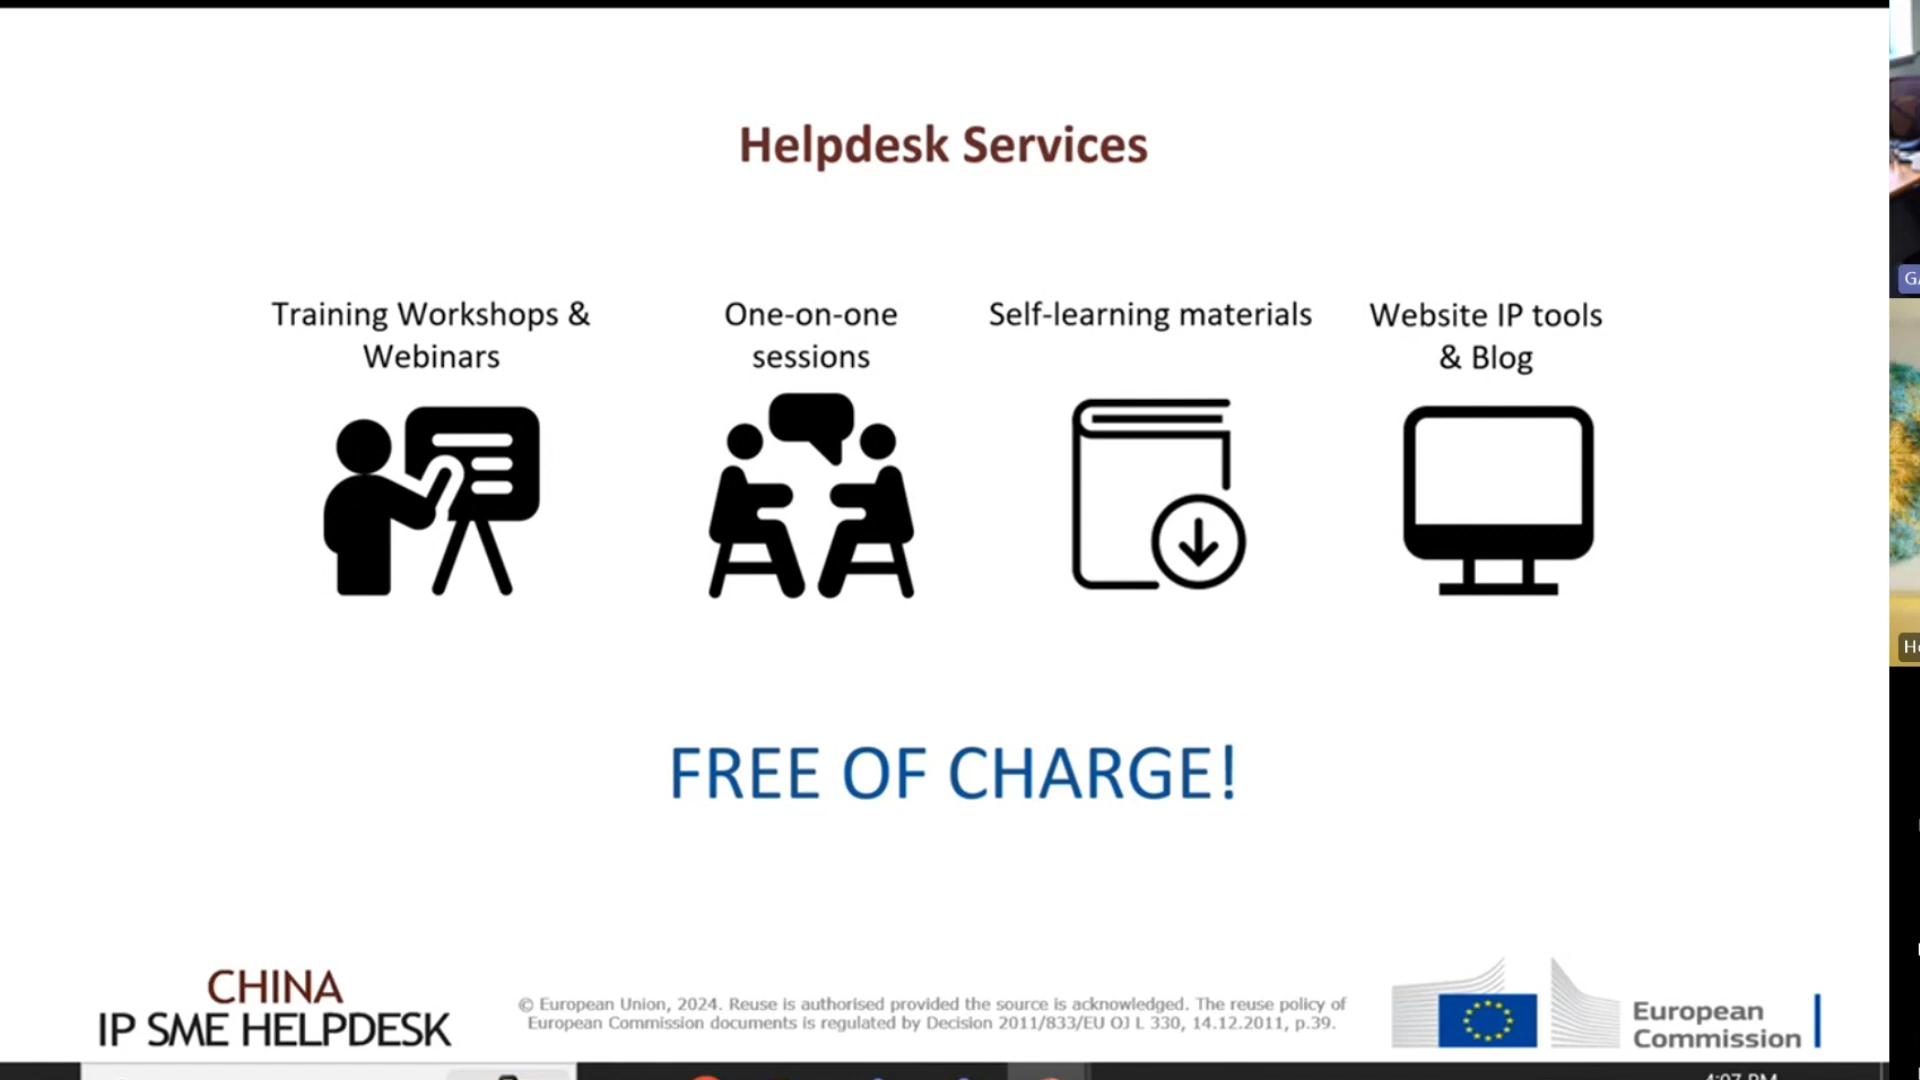 Helpdesk Services
Training Workshops &
Webinars
One-on-one
sessions
Self-learning materials
Website IP tools
& Blog
FREE OF CHARGE!
CHINA
IP SME HELPDESK
© European Union, 2024. Reuse is authorised provided the source is acknowledged. The reuse policy of
European Commission documents is regulated by Decision 2011/833/EU OJ L 330, 14.12.2011, p.39.
European
Commission